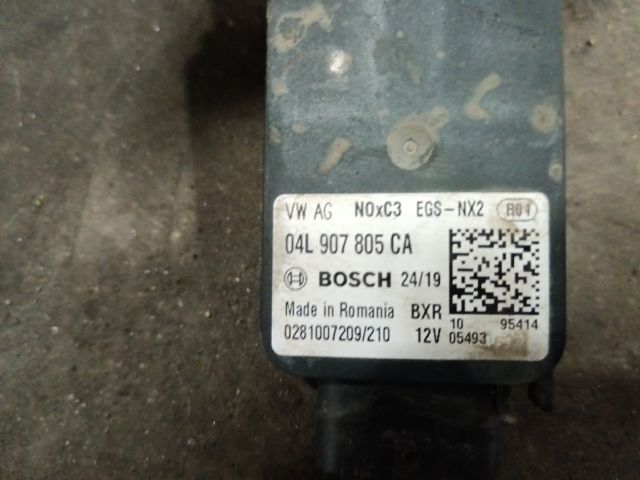 VW AG NOxC3 EGS-NX2 R01
04L 907 805 CA
BOSCH 24/19
Made in Romania BXR
10 95414
0281007209/210 12V 05493